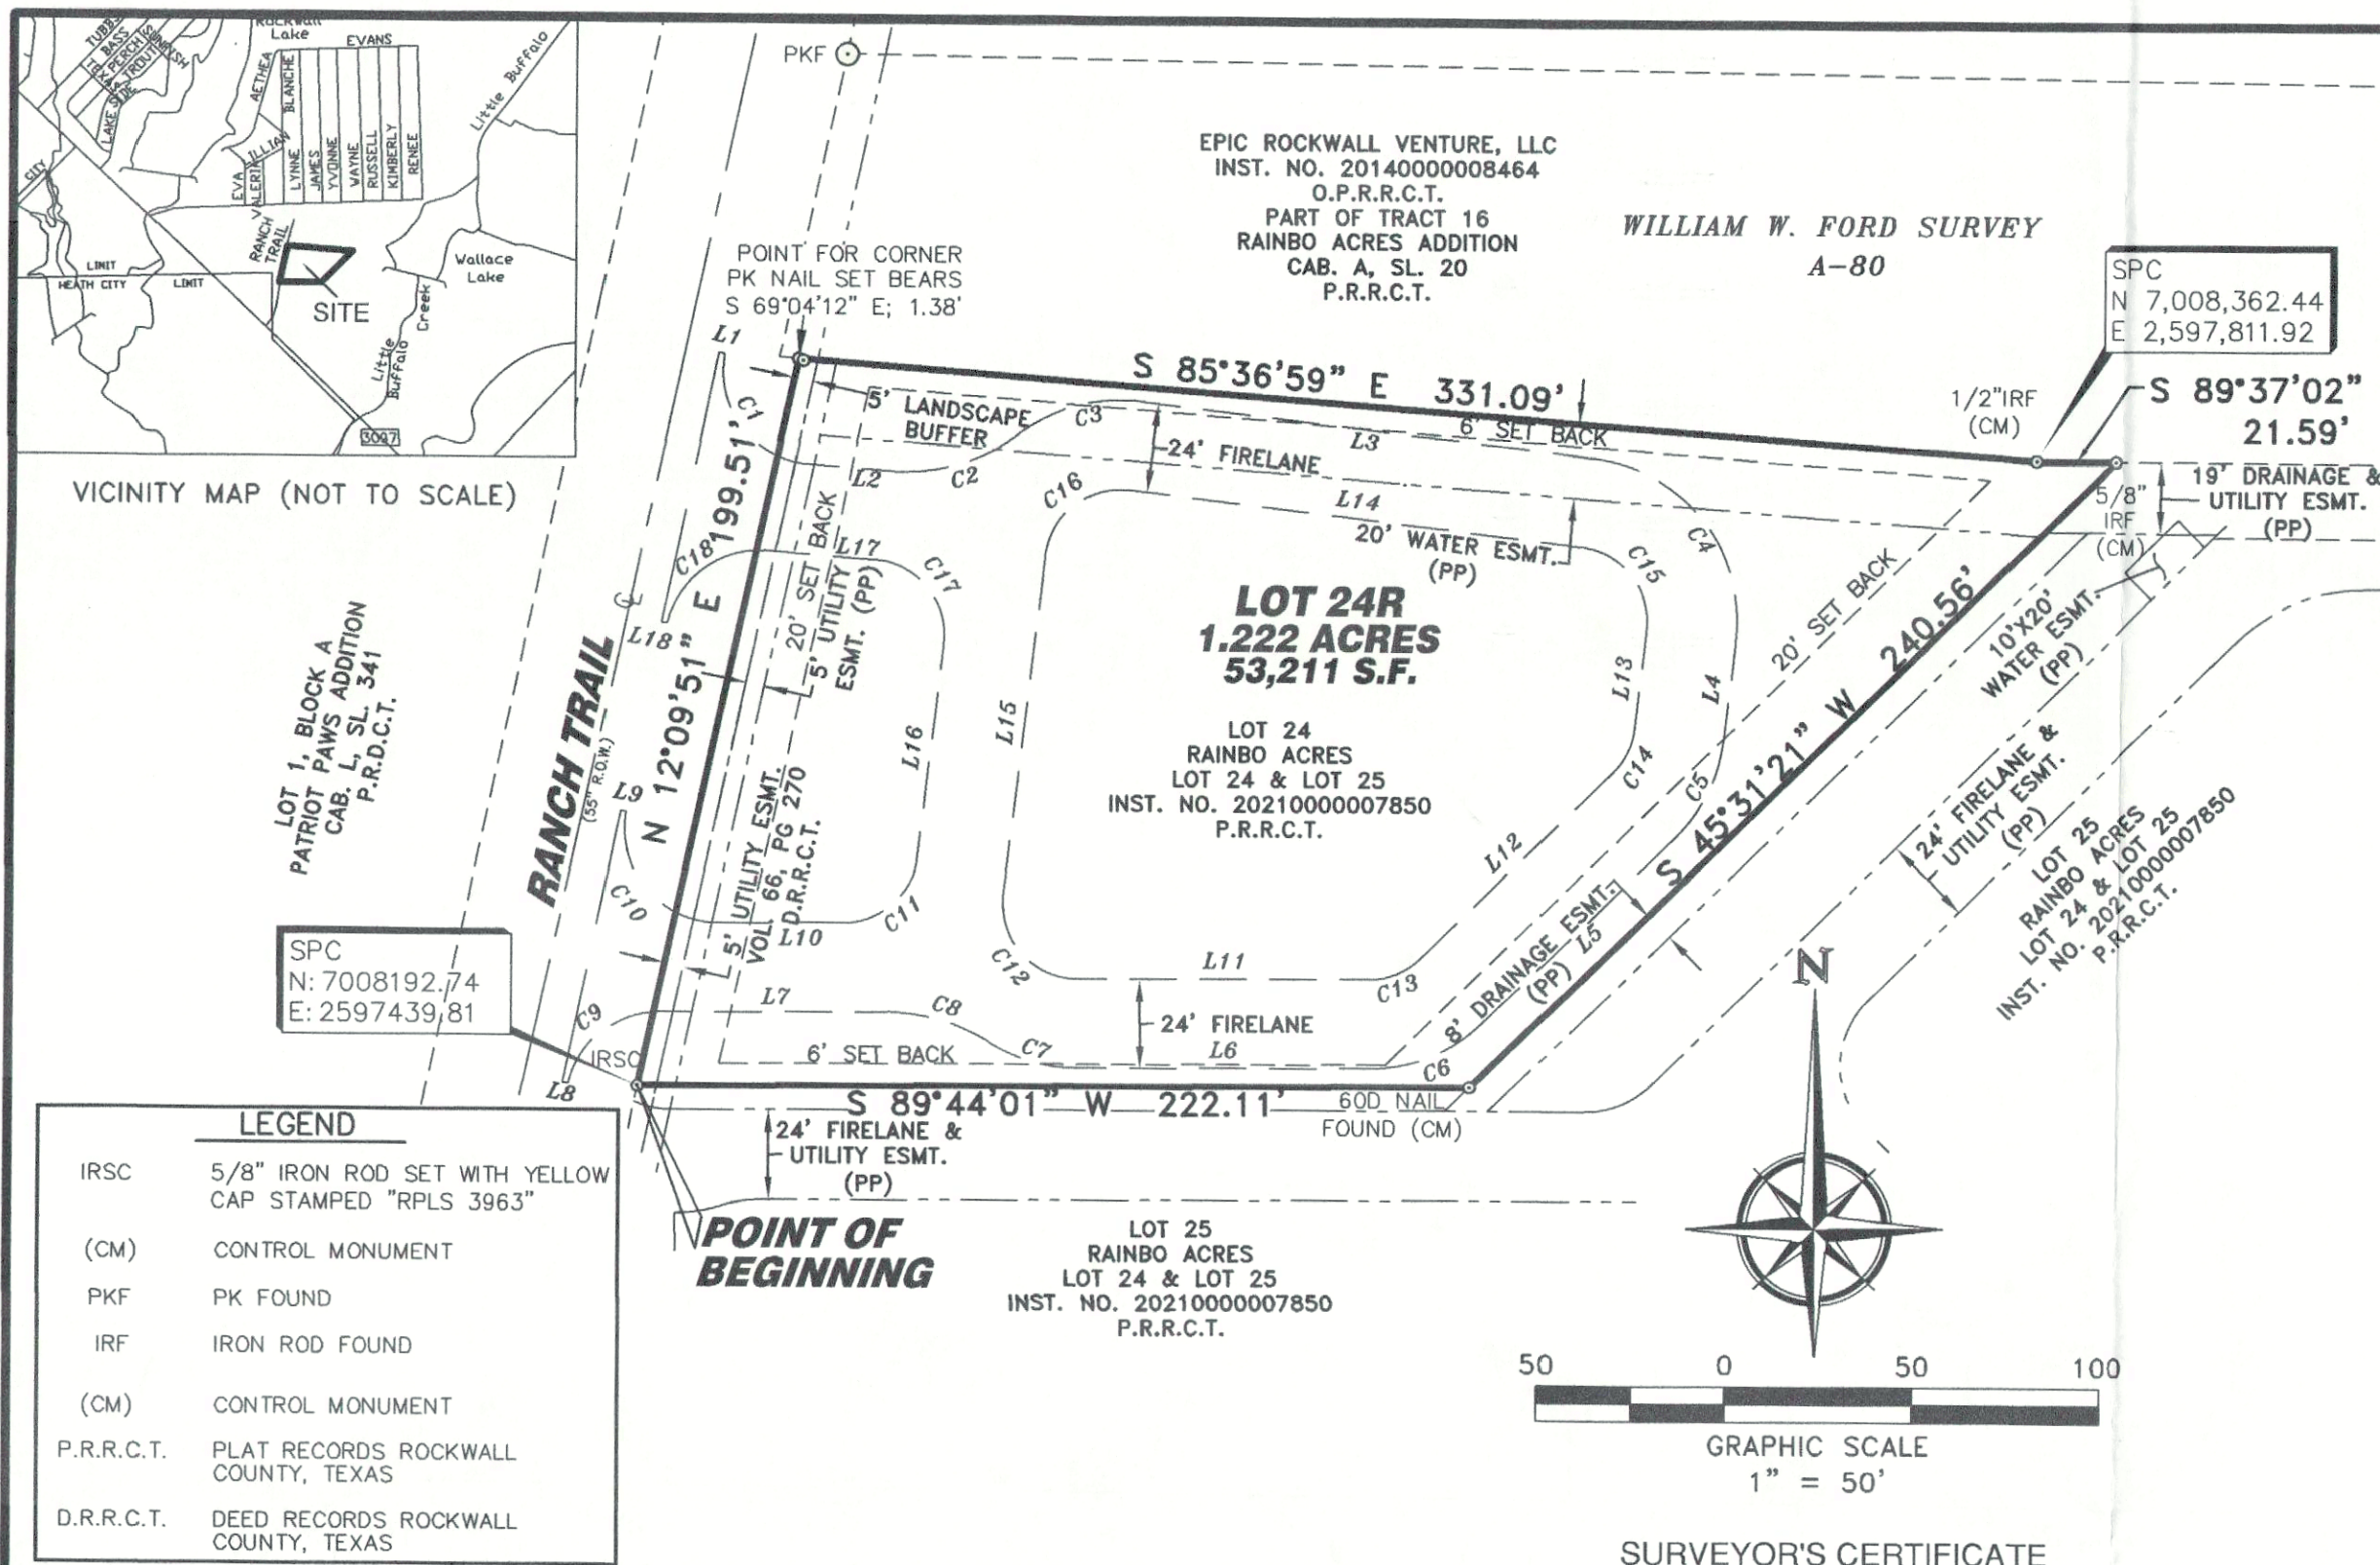 Rockwall
Lake
TUBBS
BASS
PERCH
SUNFISH
TROUT
LAKE SIDE
EVANS
AETHEA
BLANCHE
LILLIAN
EVA
VALERIE
LYNNE
JAMES
YVONNE
WAYNE
RUSSELL
KIMBERLY
RENEE
Little Buffalo
CITY
RANCH
TRAIL
LIMIT
HEATH CITY
LIMIT
Wallace
Lake
SITE
Little
Buffalo
Creek
3097
VICINITY MAP (NOT TO SCALE)
PKF
EPIC ROCKWALL VENTURE, LLC
INST. NO. 20140000008464
O.P.R.R.C.T.
PART OF TRACT 16
RAINBO ACRES ADDITION
CAB. A, SL. 20
P.R.R.C.T.
WILLIAM W. FORD SURVEY
A-80
POINT FOR CORNER
PK NAIL SET BEARS
S 69°04'12" E; 1.38'
SPC
N 7,008,362.44
E 2,597,811.92
S 85°36'59" E 331.09'
1/2"IRF
(CM)
S 89°37'02"
21.59'
L1
C1
5' LANDSCAPE
BUFFER
C3
L3
6' SET BACK
24' FIRELANE
L2
C2
C16
L14
20' WATER ESMT.
(PP)
C4
C15
5/8"
IRF
(CM)
19' DRAINAGE &
UTILITY ESMT.
(PP)
N 12°09'51" E 199.51'
C18
L18
L17
C17
20' SET BACK
5' UTILITY
ESMT. (PP)
LOT 24R
1.222 ACRES
53,211 S.F.
LOT 24
RAINBO ACRES
LOT 24 & LOT 25
INST. NO. 20210000007850
P.R.R.C.T.
L13
L4
20' SET BACK
S 45°31'21" W 240.56'
10'X20'
WATER ESMT.
(PP)
LOT 1, BLOCK A
PATRIOT PAWS ADDITION
CAB. L, SL. 341
P.R.D.C.T.
RANCH TRAIL
(55" R.O.W.)
L9
C10
L16
L15
C14
C5
L12
5' UTILITY ESMT.
VOL. 66, PG 270
D.R.R.C.T.
L10
C11
C12
L11
C13
8' DRAINAGE ESMT.
(PP)
L5
24' FIRELANE &
UTILITY ESMT.
(PP)
LOT 25
RAINBO ACRES
LOT 24 & LOT 25
INST. NO. 20210000007850
P.R.R.C.T.
SPC
N: 7008192.74
E: 2597439.81
C9
L7
C8
24' FIRELANE
6' SET BACK
C7
L6
C6
IRSC
L8
S 89°44'01" W 222.11'
60D NAIL
FOUND (CM)
24' FIRELANE &
UTILITY ESMT.
(PP)
N
POINT OF
BEGINNING
LOT 25
RAINBO ACRES
LOT 24 & LOT 25
INST. NO. 20210000007850
P.R.R.C.T.
LEGEND
IRSC 5/8" IRON ROD SET WITH YELLOW
CAP STAMPED "RPLS 3963"
(CM) CONTROL MONUMENT
PKF PK FOUND
IRF IRON ROD FOUND
(CM) CONTROL MONUMENT
P.R.R.C.T. PLAT RECORDS ROCKWALL
COUNTY, TEXAS
D.R.R.C.T. DEED RECORDS ROCKWALL
COUNTY, TEXAS
50 0 50 100
GRAPHIC SCALE
1" = 50'
SURVEYOR'S CERTIFICATE